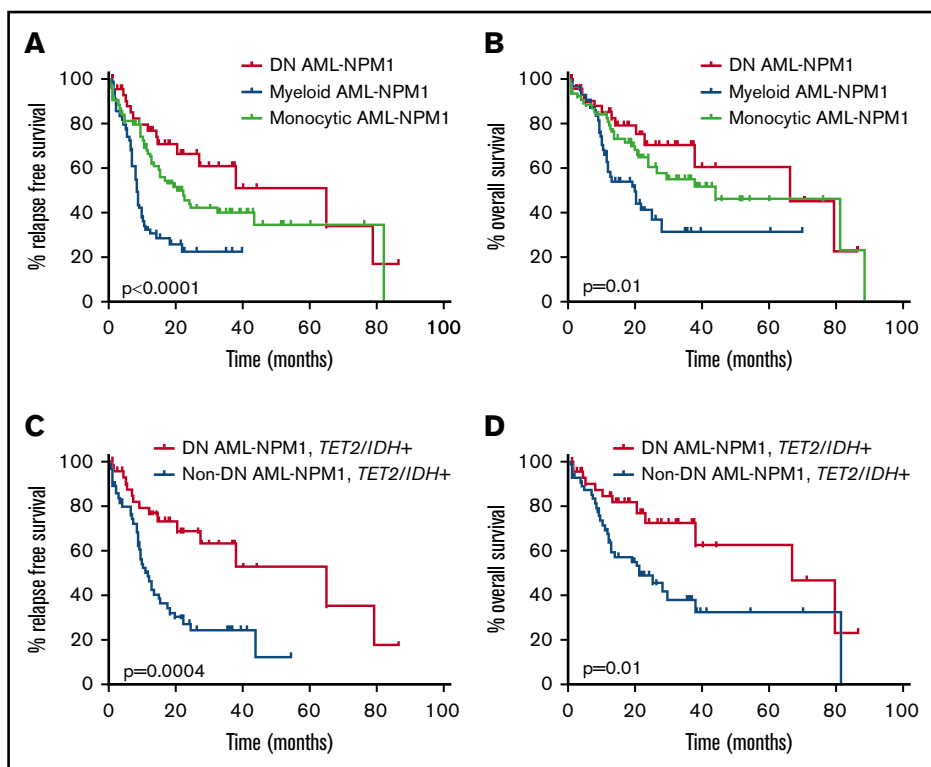 A
DN AML-NPM1
Myeloid AML-NPM1
Monocytic AML-NPM1
% relapse free survival
100
80
60
40
20
0
p<0.0001
0 20 40 60 80 100
Time (months)
B
DN AML-NPM1
Myeloid AML-NPM1
Monocytic AML-NPM1
% overall survival
100
80
60
40
20
0
p=0.01
0 20 40 60 80 100
Time (months)
C
DN AML-NPM1, TET2/IDH+
Non-DN AML-NPM1, TET2/IDH+
% relapse free survival
100
80
60
40
20
0
p=0.0004
0 20 40 60 80 100
Time (months)
D
DN AML-NPM1, TET2/IDH+
Non-DN AML-NPM1, TET2/IDH+
% overall survival
100
80
60
40
20
0
p=0.01
0 20 40 60 80 100
Time (months)